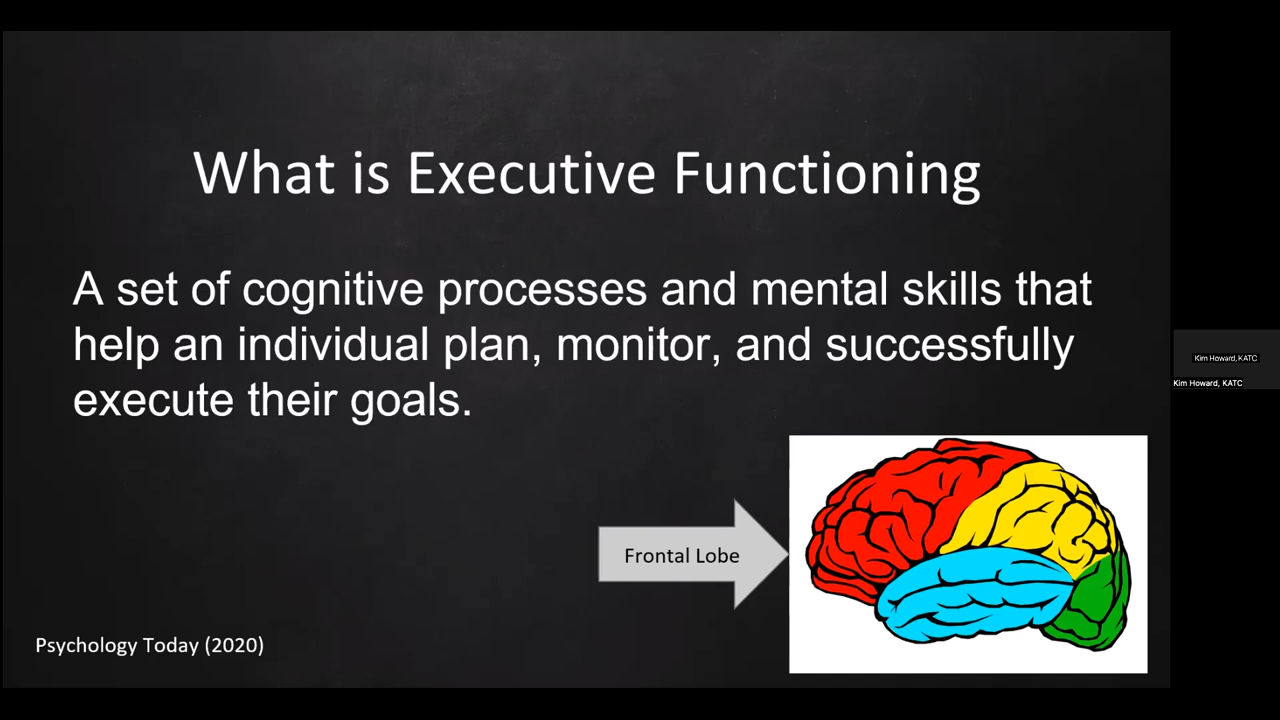 What is Executive Functioning
A set of cognitive processes and mental skills that
help an individual plan, monitor, and successfully
execute their goals.
Frontal Lobe
Psychology Today (2020)
Kim Howard, KATC
Kim Howard, KATC